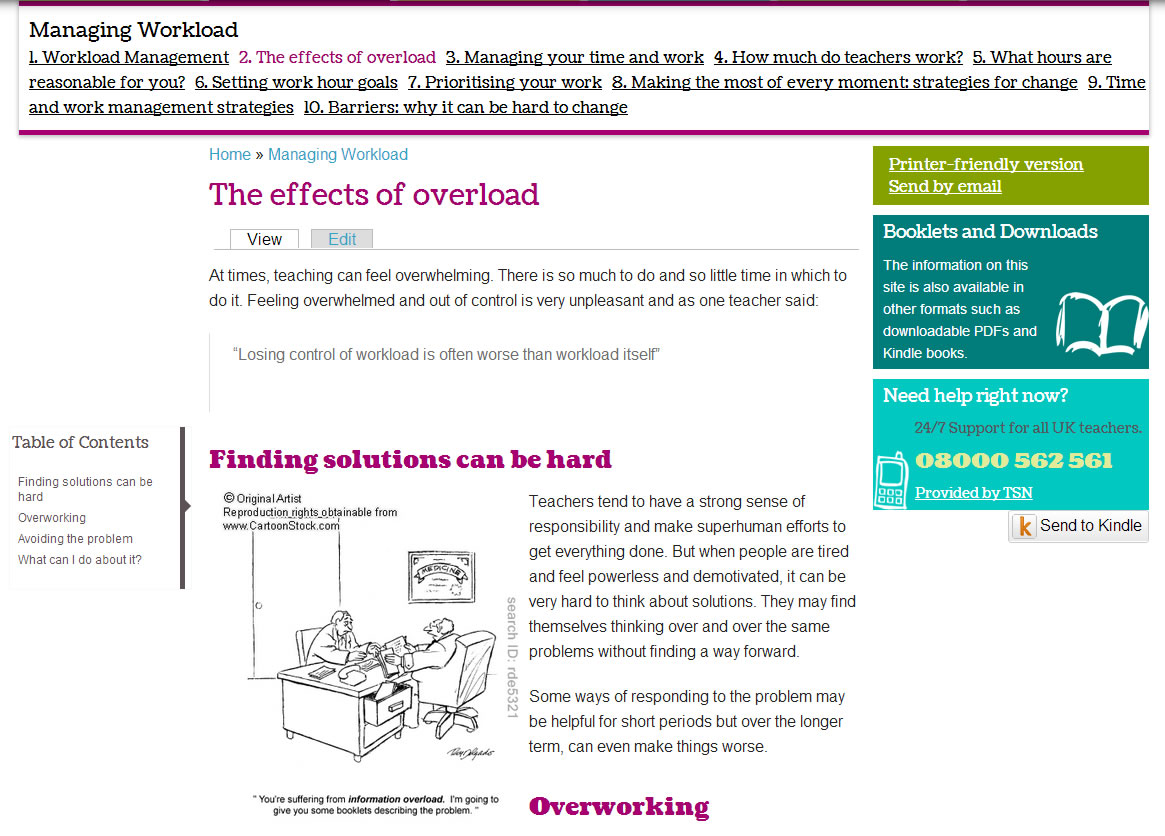 Managing Workload
1. Workload Management 2. The effects of overload 3. Managing your time and work 4. How much do teachers work? 5. What hours are
reasonable for you? 6. Setting work hour goals 7. Prioritising your work 8. Making the most of every moment: strategies for change 9. Time
and work management strategies 10. Barriers: why it can be hard to change
Home » Managing Workload
The effects of overload
View Edit
At times, teaching can feel overwhelming. There is so much to do and so little time in which to
do it. Feeling overwhelmed and out of control is very unpleasant and as one teacher said:
“Losing control of workload is often worse than workload itself”
Table of Contents
Finding solutions can be
hard
Overworking
Avoiding the problem
What can I do about it?
Finding solutions can be hard
© Original Artist
Reproduction rights obtainable from
www.CartoonStock.com
MEDICINE
search ID: rde5321
" You're suffering from information overload. I'm going to
give you some booklets describing the problem. "
Teachers tend to have a strong sense of
responsibility and make superhuman efforts to
get everything done. But when people are tired
and feel powerless and demotivated, it can be
very hard to think about solutions. They may find
themselves thinking over and over the same
problems without finding a way forward.
Some ways of responding to the problem may
be helpful for short periods but over the longer
term, can even make things worse.
Overworking
Printer-friendly version
Send by email
Booklets and Downloads
The information on this
site is also available in
other formats such as
downloadable PDFs and
Kindle books.
Need help right now?
24/7 Support for all UK teachers.
08000 562 561
Provided by TSN
k Send to Kindle